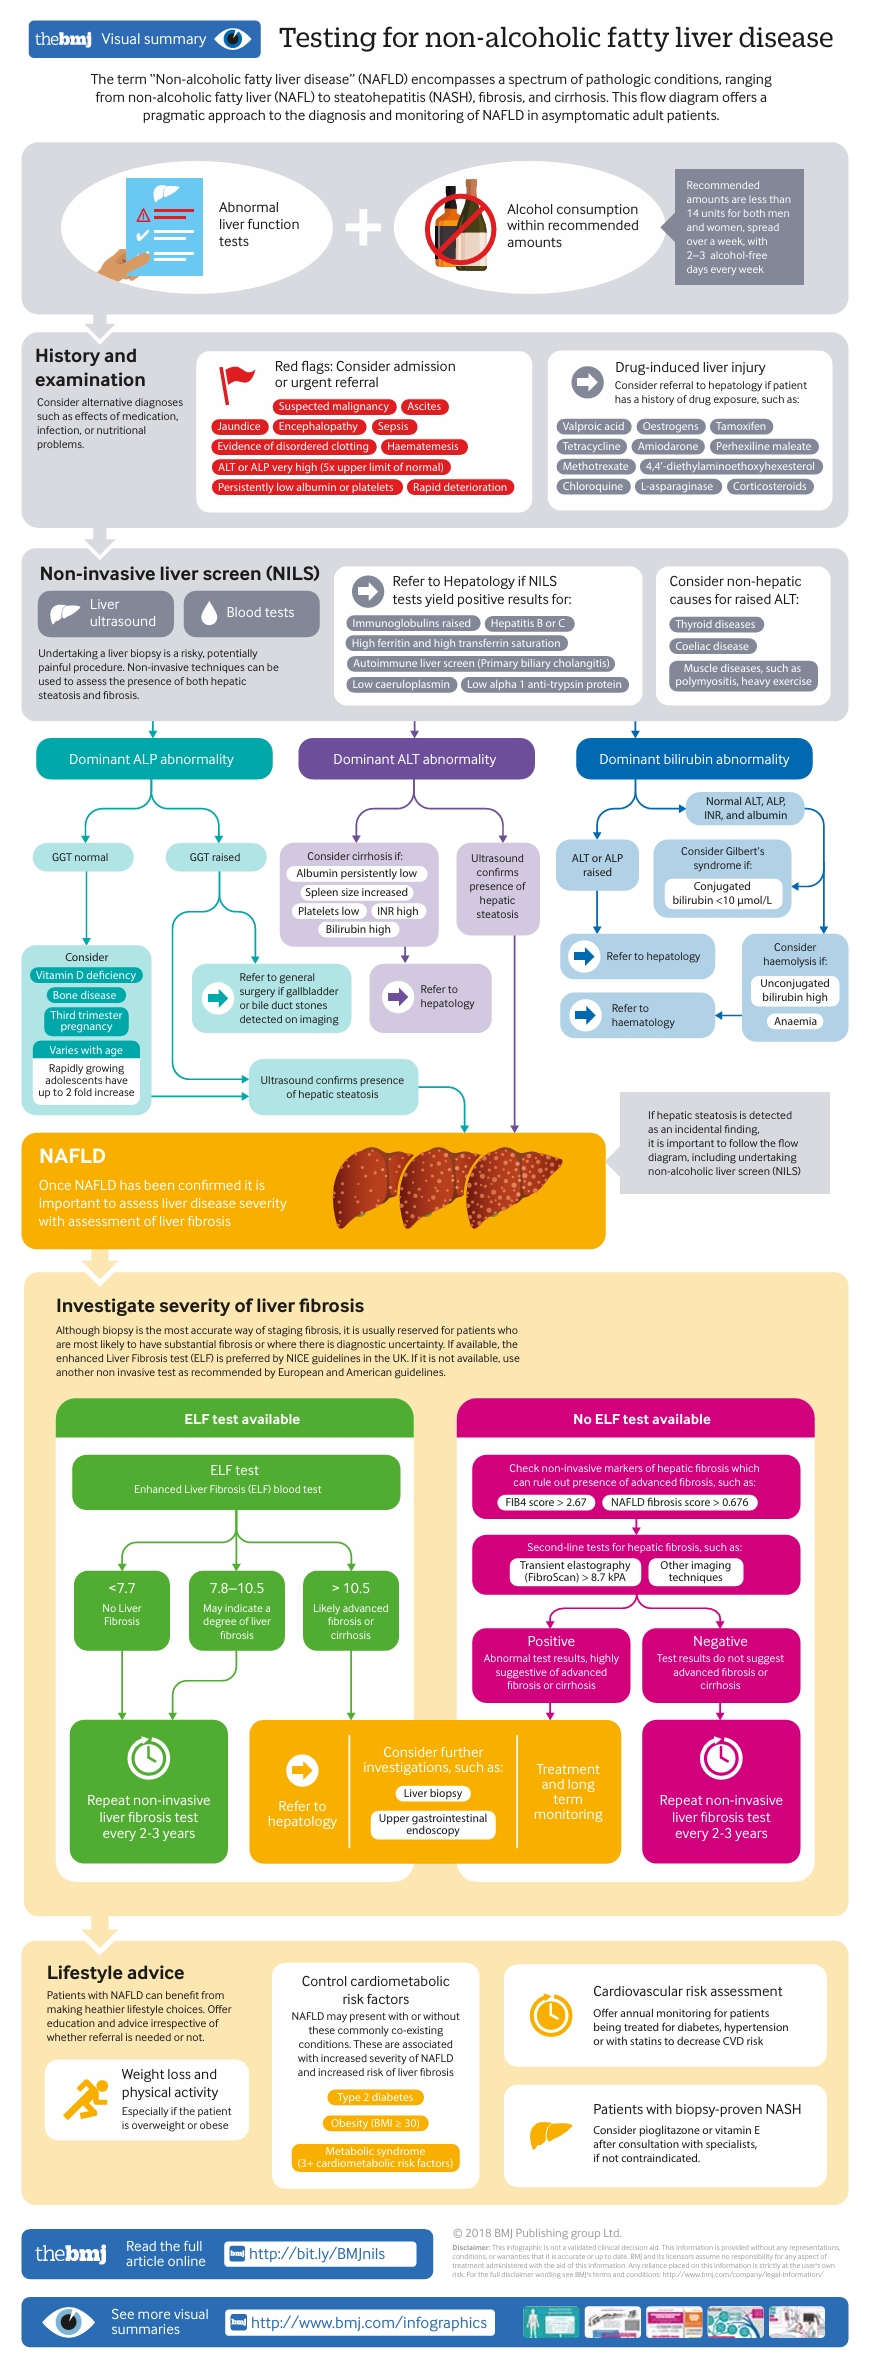 thebmj Visual summary
Testing for non-alcoholic fatty liver disease
The term "Non-alcoholic fatty liver disease" (NAFLD) encompasses a spectrum of pathologic conditions, ranging
from non-alcoholic fatty liver (NAFL) to steatohepatitis (NASH), fibrosis, and cirrhosis. This flow diagram offers a
pragmatic approach to the diagnosis and monitoring of NAFLD in asymptomatic adult patients.
Abnormal
liver function
tests
Alcohol consumption
within recommended
amounts
Recommended
amounts are less than
14 units for both men
and women, spread
over a week, with
2–3 alcohol-free
days every week
History and
examination
Consider alternative diagnoses
such as effects of medication,
infection, or nutritional
problems.
Red flags: Consider admission
or urgent referral
Suspected malignancy
Ascites
Jaundice
Encephalopathy
Sepsis
Evidence of disordered clotting
Haematemesis
ALT or ALP very high (5x upper limit of normal)
Persistently low albumin or platelets
Rapid deterioration
Drug-induced liver injury
Consider referral to hepatology if patient
has a history of drug exposure, such as:
Valproic acid
Oestrogens
Tamoxifen
Tetracycline
Amiodarone
Perhexiline maleate
Methotrexate
4,4'-diethylaminoethoxyhexesterol
Chloroquine
L-asparaginase
Corticosteroids
Non-invasive liver screen (NILS)
Liver
ultrasound
Blood tests
Undertaking a liver biopsy is a risky, potentially
painful procedure. Non-invasive techniques can be
used to assess the presence of both hepatic
steatosis and fibrosis.
Refer to Hepatology if NILS
tests yield positive results for:
Immunoglobulins raised
Hepatitis B or C
High ferritin and high transferrin saturation
Autoimmune liver screen (Primary biliary cholangitis)
Low caeruloplasmin
Low alpha 1 anti-trypsin protein
Consider non-hepatic
causes for raised ALT:
Thyroid diseases
Coeliac disease
Muscle diseases, such as
polymyositis, heavy exercise
Dominant ALP abnormality
Dominant ALT abnormality
Dominant bilirubin abnormality
GGT normal
GGT raised
Consider
Vitamin D deficiency
Bone disease
Third trimester
pregnancy
Varies with age
Rapidly growing
adolescents have
up to 2 fold increase
Refer to general
surgery if gallbladder
or bile duct stones
detected on imaging
Ultrasound confirms presence
of hepatic steatosis
Consider cirrhosis if:
Albumin persistently low
Spleen size increased
Platelets low
INR high
Bilirubin high
Refer to
hepatology
Ultrasound
confirms
presence of
hepatic
steatosis
Normal ALT, ALP,
INR, and albumin
ALT or ALP
raised
Consider Gilbert's
syndrome if:
Conjugated
bilirubin <10 µmol/L
Refer to hepatology
Refer to
haematology
Consider
haemolysis if:
Unconjugated
bilirubin high
Anaemia
NAFLD
Once NAFLD has been confirmed it is
important to assess liver disease severity
with assessment of liver fibrosis
If hepatic steatosis is detected
as an incidental finding,
it is important to follow the flow
diagram, including undertaking
non-alcoholic liver screen (NILS)
Investigate severity of liver fibrosis
Although biopsy is the most accurate way of staging fibrosis, it is usually reserved for patients who
are most likely to have substantial fibrosis or where there is diagnostic uncertainty. If available, the
enhanced Liver Fibrosis test (ELF) is preferred by NICE guidelines in the UK. If it is not available, use
another non invasive test as recommended by European and American guidelines.
ELF test available
ELF test
Enhanced Liver Fibrosis (ELF) blood test
<7.7
No Liver
Fibrosis
7.8–10.5
May indicate a
degree of liver
fibrosis
> 10.5
Likely advanced
fibrosis or
cirrhosis
No ELF test available
Check non-invasive markers of hepatic fibrosis which
can rule out presence of advanced fibrosis, such as:
FIB4 score > 2.67
NAFLD fibrosis score > 0.676
Second-line tests for hepatic fibrosis, such as:
Transient elastography
(FibroScan) > 8.7 kPA
Other imaging
techniques
Positive
Abnormal test results, highly
suggestive of advanced
fibrosis or cirrhosis
Negative
Test results do not suggest
advanced fibrosis or
cirrhosis
Repeat non-invasive
liver fibrosis test
every 2-3 years
Refer to
hepatology
Consider further
investigations, such as:
Liver biopsy
Upper gastrointestinal
endoscopy
Treatment
and long
term
monitoring
Repeat non-invasive
liver fibrosis test
every 2-3 years
Lifestyle advice
Patients with NAFLD can benefit from
making heathier lifestyle choices. Offer
education and advice irrespective of
whether referral is needed or not.
Weight loss and
physical activity
Especially if the patient
is overweight or obese
Control cardiometabolic
risk factors
NAFLD may present with or without
these commonly co-existing
conditions. These are associated
with increased severity of NAFLD
and increased risk of liver fibrosis
Type 2 diabetes
Obesity (BMI ≥ 30)
Metabolic syndrome
(3+ cardiometabolic risk factors)
Cardiovascular risk assessment
Offer annual monitoring for patients
being treated for diabetes, hypertension
or with statins to decrease CVD risk
Patients with biopsy-proven NASH
Consider pioglitazone or vitamin E
after consultation with specialists,
if not contraindicated.
thebmj
Read the full
article online
bmj http://bit.ly/BMJnils
© 2018 BMJ Publishing group Ltd.
Disclaimer: This infographic is not a validated clinical decision aid. This information is provided without any representations,
conditions, or warranties that it is accurate or up to date. BMJ and its licensors assume no responsibility for any aspect of
treatment administered with the aid of this information. Any reliance placed on this information is strictly at the user's own
risk. For the full disclaimer wording see BMJ's terms and conditions: http://www.bmj.com/company/legal-information/
See more visual
summaries
bmj http://www.bmj.com/infographics